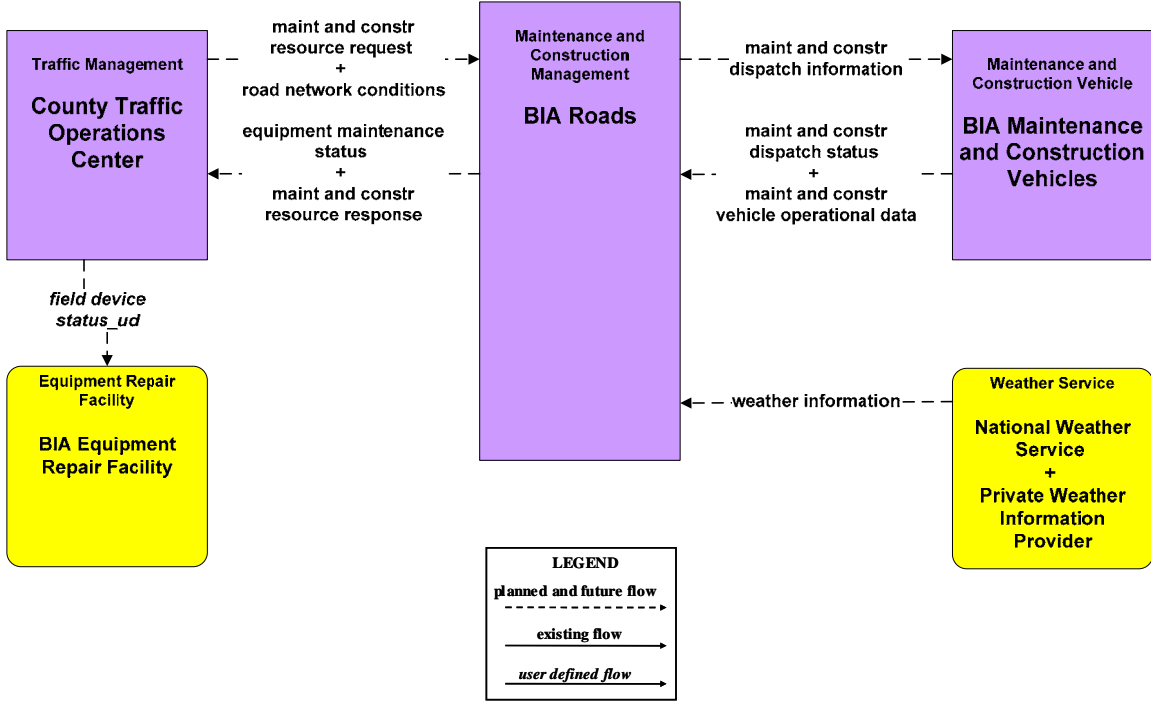 Traffic Management
County Traffic
Operations
Center
maint and constr
resource request
+
road network conditions
equipment maintenance
status
+
maint and constr
resource response
Maintenance and
Construction
Management
BIA Roads
maint and constr
dispatch information
maint and constr
dispatch status
+
maint and constr
vehicle operational data
Maintenance and
Construction Vehicle
BIA Maintenance
and Construction
Vehicles
field device
status_ud
Equipment Repair
Facility
BIA Equipment
Repair Facility
weather information
Weather Service
National Weather
Service
+
Private Weather
Information
Provider
LEGEND
planned and future flow
existing flow
user defined flow